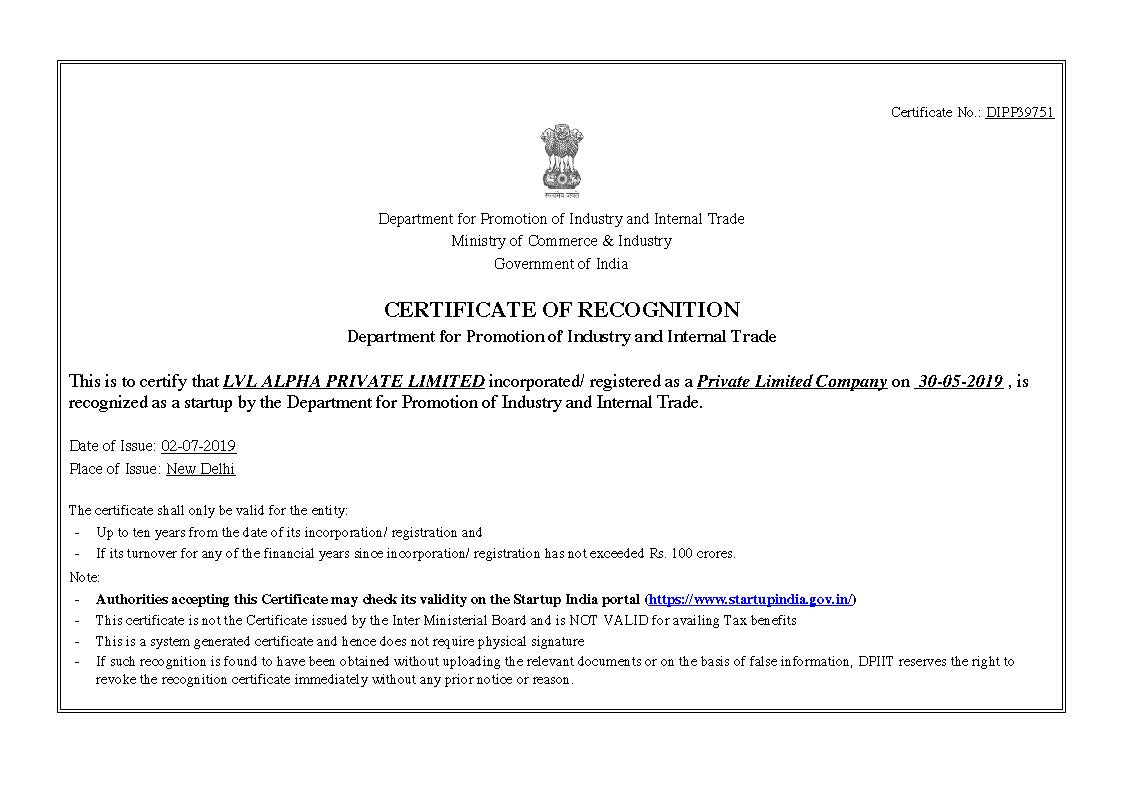 Certificate No.: DIPP39751
सत्यमेव जयते
Department for Promotion of Industry and Internal Trade
Ministry of Commerce & Industry
Government of India
CERTIFICATE OF RECOGNITION
Department for Promotion of Industry and Internal Trade
This is to certify that LVL ALPHA PRIVATE LIMITED incorporated/ registered as a Private Limited Company on 30-05-2019 , is
recognized as a startup by the Department for Promotion of Industry and Internal Trade.
Date of Issue: 02-07-2019
Place of Issue: New Delhi
The certificate shall only be valid for the entity:
- Up to ten years from the date of its incorporation/ registration and
- If its turnover for any of the financial years since incorporation/ registration has not exceeded Rs. 100 crores.
Note:
- Authorities accepting this Certificate may check its validity on the Startup India portal (https://www.startupindia.gov.in/)
- This certificate is not the Certificate issued by the Inter Ministerial Board and is NOT VALID for availing Tax benefits
- This is a system generated certificate and hence does not require physical signature
- If such recognition is found to have been obtained without uploading the relevant documents or on the basis of false information, DPIIT reserves the right to
revoke the recognition certificate immediately without any prior notice or reason.